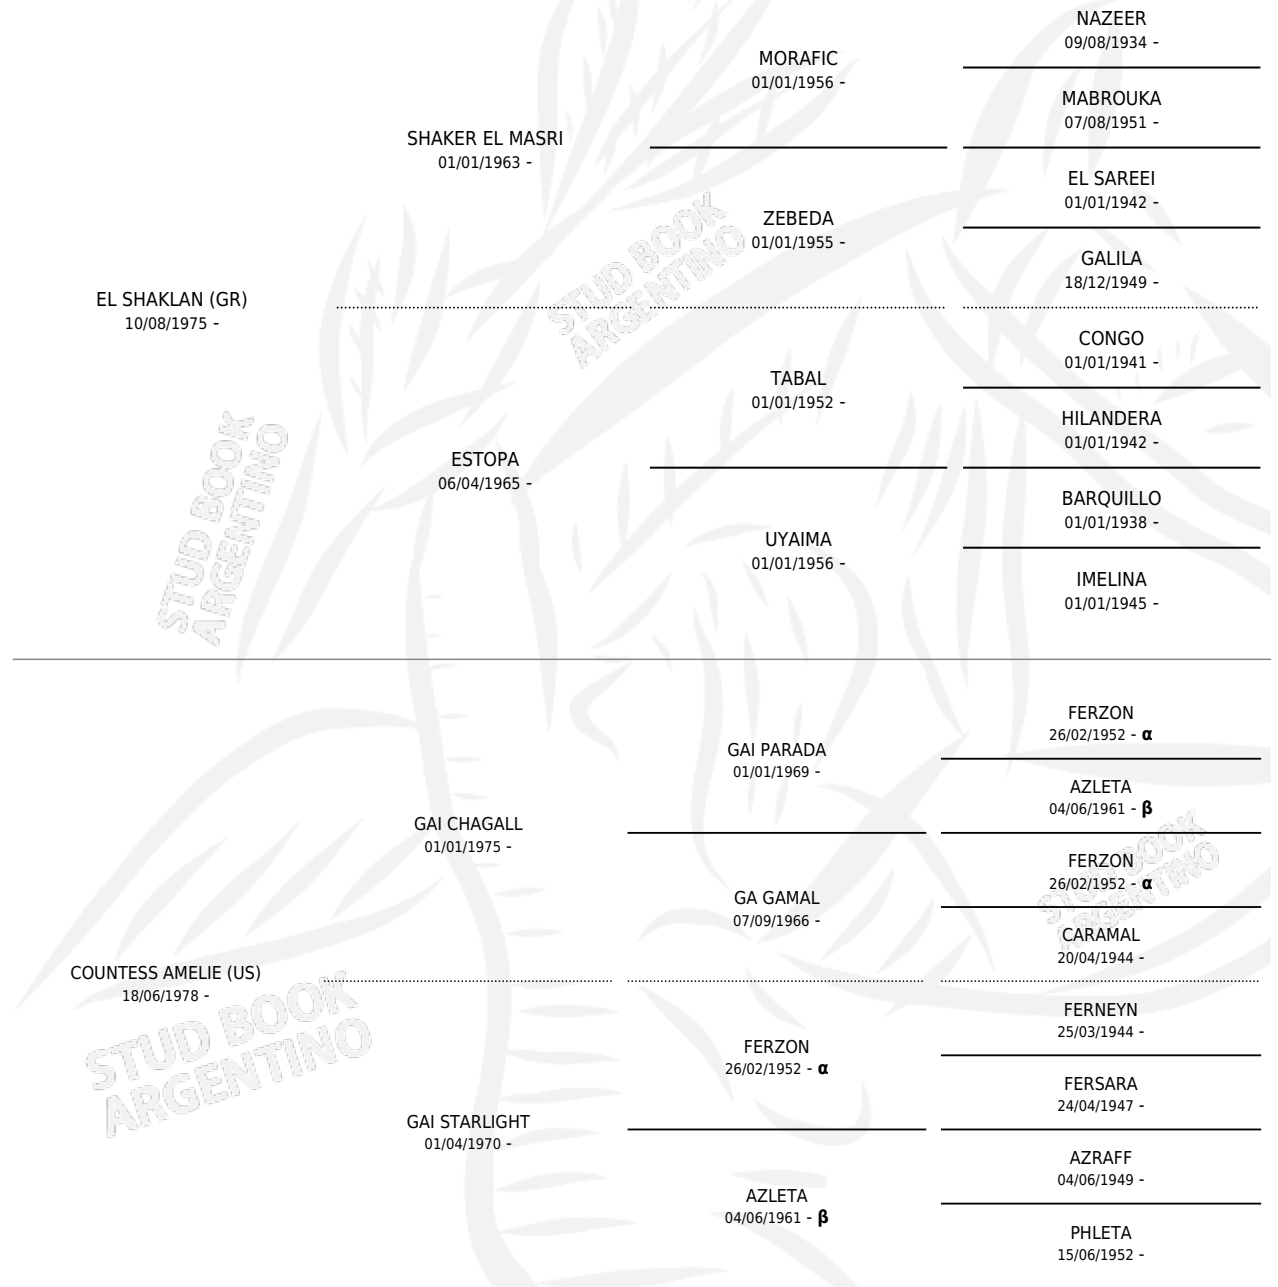 NAZEER
09/08/1934 -
MORAFIC
01/01/1956 -
MABROUKA
07/08/1951 -
SHAKER EL MASRI
01/01/1963 -
EL SAREEI
01/01/1942 -
ZEBEDA
01/01/1955 -
GALILA
18/12/1949 -
EL SHAKLAN (GR)
10/08/1975 -
CONGO
01/01/1941 -
TABAL
01/01/1952 -
HILANDERA
01/01/1942 -
ESTOPA
06/04/1965 -
BARQUILLO
01/01/1938 -
UYAIMA
01/01/1956 -
IMELINA
01/01/1945 -
STUD BOOK
ARGENTINO
STUD BOOK
ARGENTINO
FERZON
26/02/1952 - α
GAI PARADA
01/01/1969 -
AZLETA
04/06/1961 - β
GAI CHAGALL
01/01/1975 -
FERZON
26/02/1952 - α
GA GAMAL
07/09/1966 -
CARAMAL
20/04/1944 -
COUNTESS AMELIE (US)
18/06/1978 -
FERNEYN
25/03/1944 -
FERZON
26/02/1952 - α
FERSARA
24/04/1947 -
GAI STARLIGHT
01/04/1970 -
AZRAFF
04/06/1949 -
AZLETA
04/06/1961 - β
PHLETA
15/06/1952 -
STUD BOOK
ARGENTINO
STUD BOOK
ARGENTINO